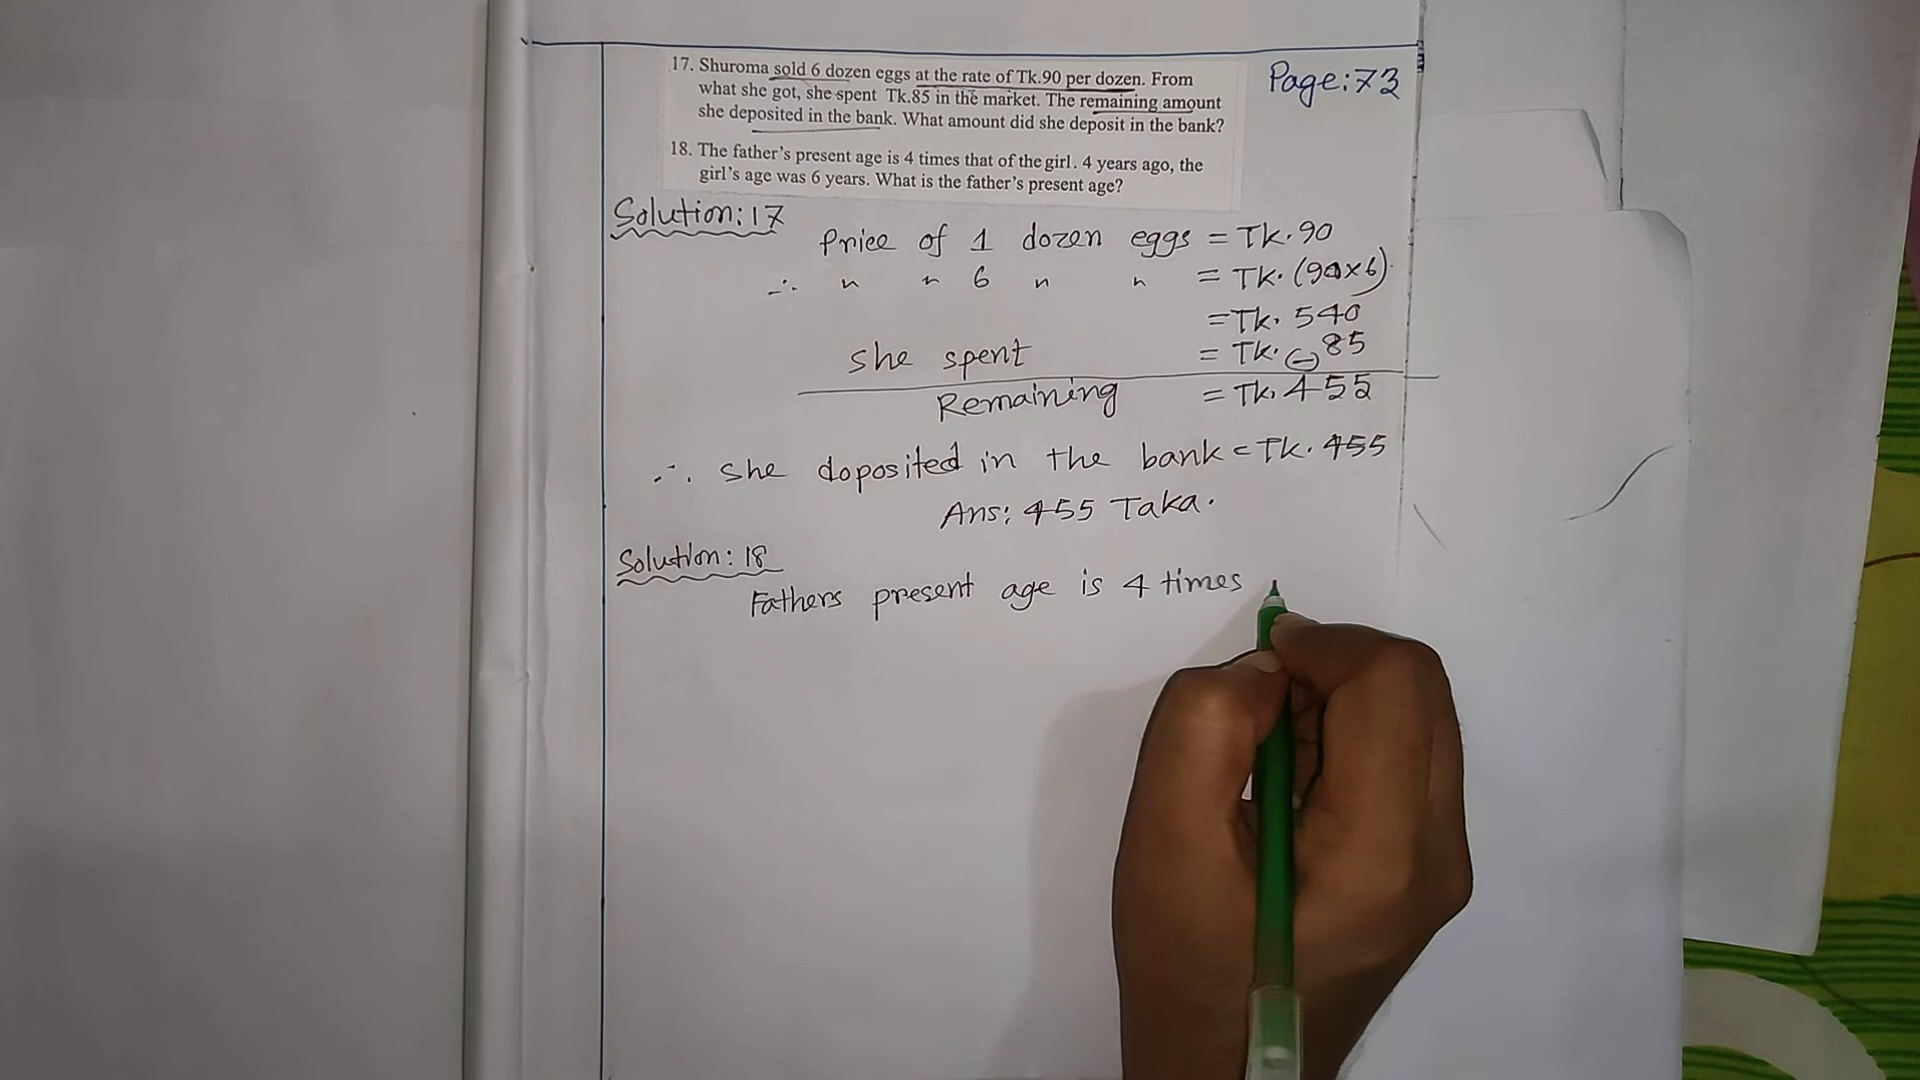 17. Shuroma sold 6 dozen eggs at the rate of Tk.90 per dozen. From
what she got, she spent Tk.85 in the market. The remaining amount
she deposited in the bank. What amount did she deposit in the bank?
18. The father's present age is 4 times that of the girl. 4 years ago, the
girl's age was 6 years. What is the father's present age?
Page:73
Solution:17
Price of 1 dozen eggs = Tk.90
∴ " " 6 " " = Tk. (90×6)
=Tk. 540
She spent = Tk. (-) 85
Remaining = Tk. 455
∴ She doposited in the bank = Tk. 455
Ans: 455 Taka.
Solution: 18
Fathers present age is 4 times